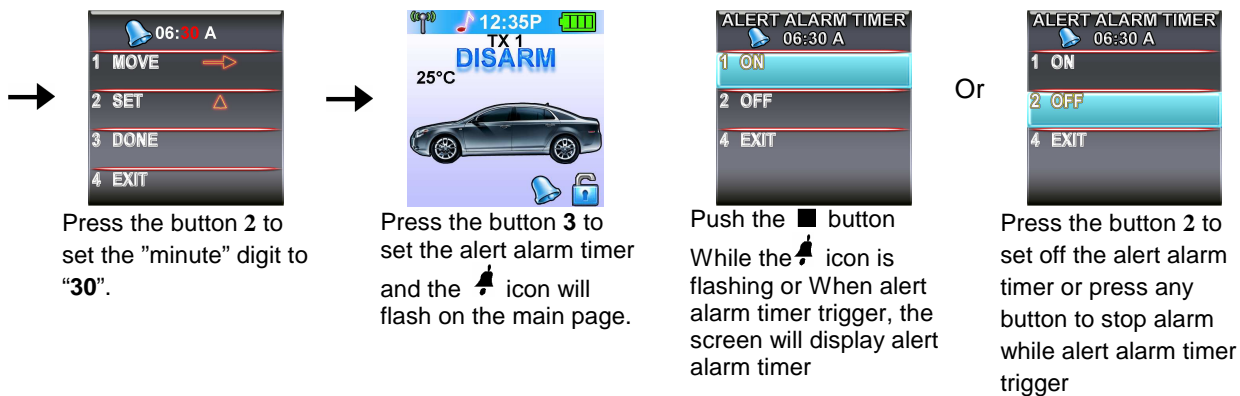 06:30 A
1 MOVE
2 SET
3 DONE
4 EXIT
Press the button 2 to
set the "minute" digit to
“30”.
12:35P
TX 1
DISARM
25°C
Press the button 3 to
set the alert alarm timer
and the icon will
flash on the main page.
ALERT ALARM TIMER
06:30 A
1 ON
2 OFF
4 EXIT
Push the ■ button
While the icon is
flashing or When alert
alarm timer trigger, the
screen will display alert
alarm timer
Or
ALERT ALARM TIMER
06:30 A
1 ON
2 OFF
4 EXIT
Press the button 2 to
set off the alert alarm
timer or press any
button to stop alarm
while alert alarm timer
trigger